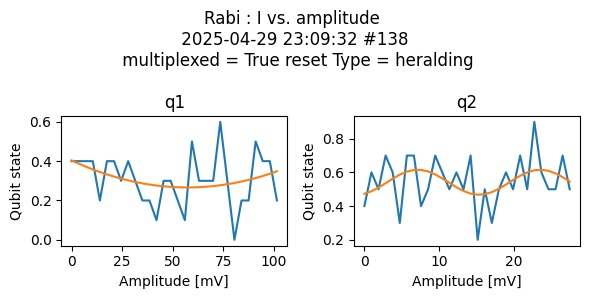 Rabi : I vs. amplitude
2025-04-29 23:09:32 #138
multiplexed = True reset Type = heralding
q1
q2
Qubit state
0.6
0.4
0.2
0.0
0
25
50
75
100
Amplitude [mV]
Qubit state
0.8
0.6
0.4
0.2
0
10
20
Amplitude [mV]